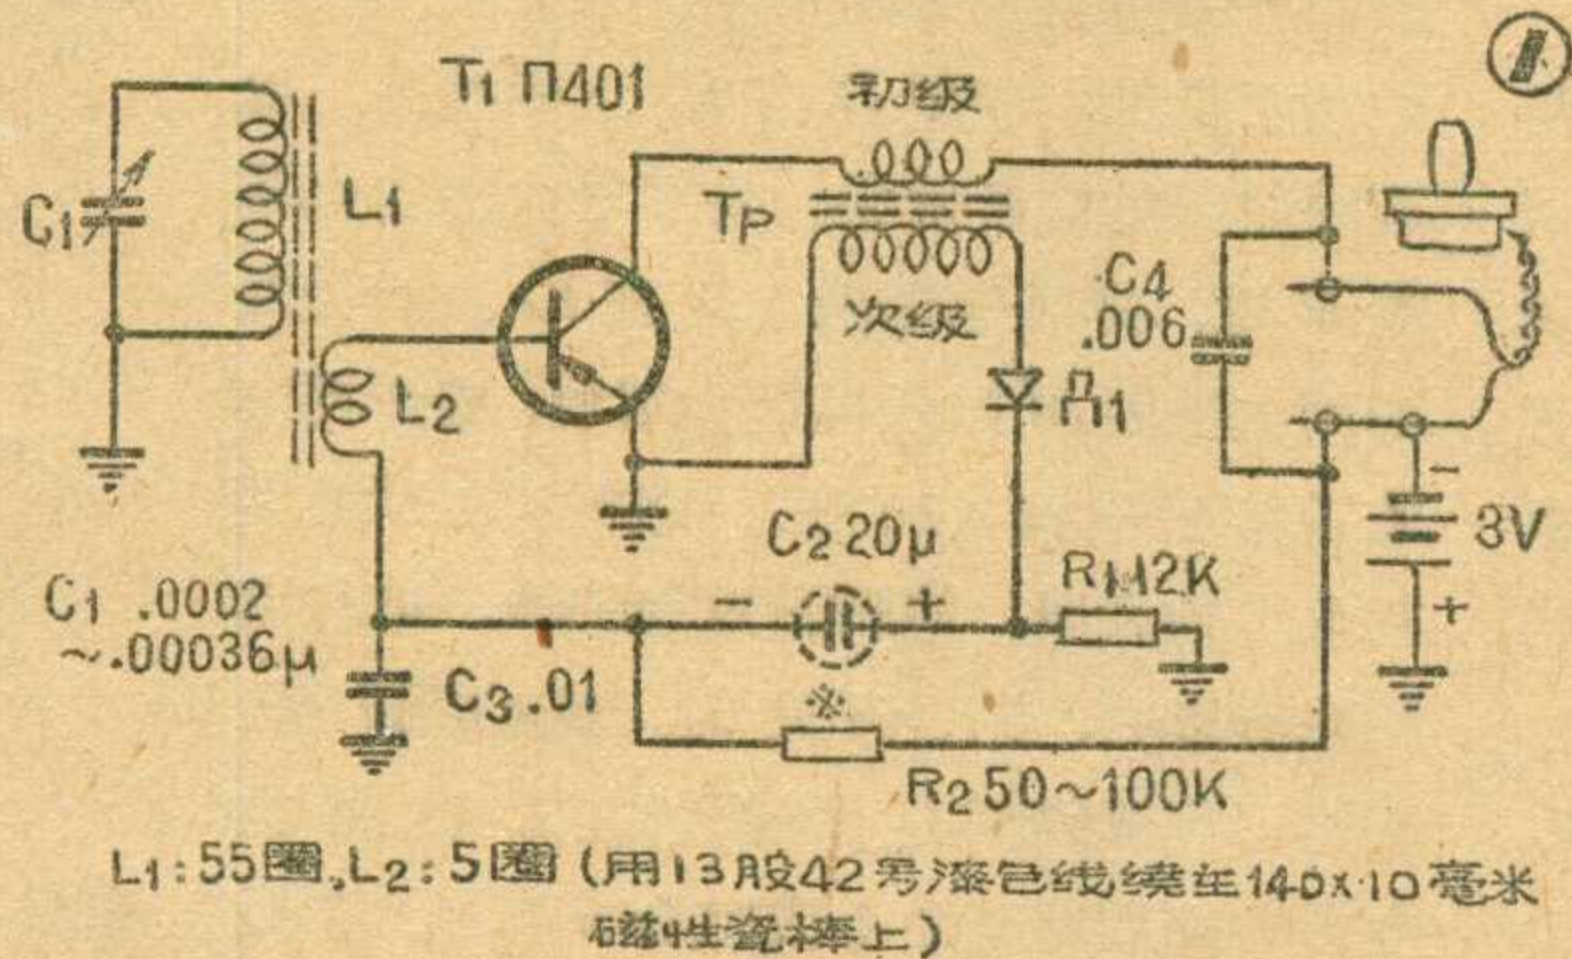 1
T1 П401
初级
C1
L1
TP
次级
C4
.006
L2
Д1
3V
-
+
C2 20μ
-
+
R1 12K
C1 .0002
~.00036μ
C3 .01
※
R2 50~100K
L1:55圈,L2:5圈(用13股42号漆包线绕在140×10毫米
磁性瓷棒上)